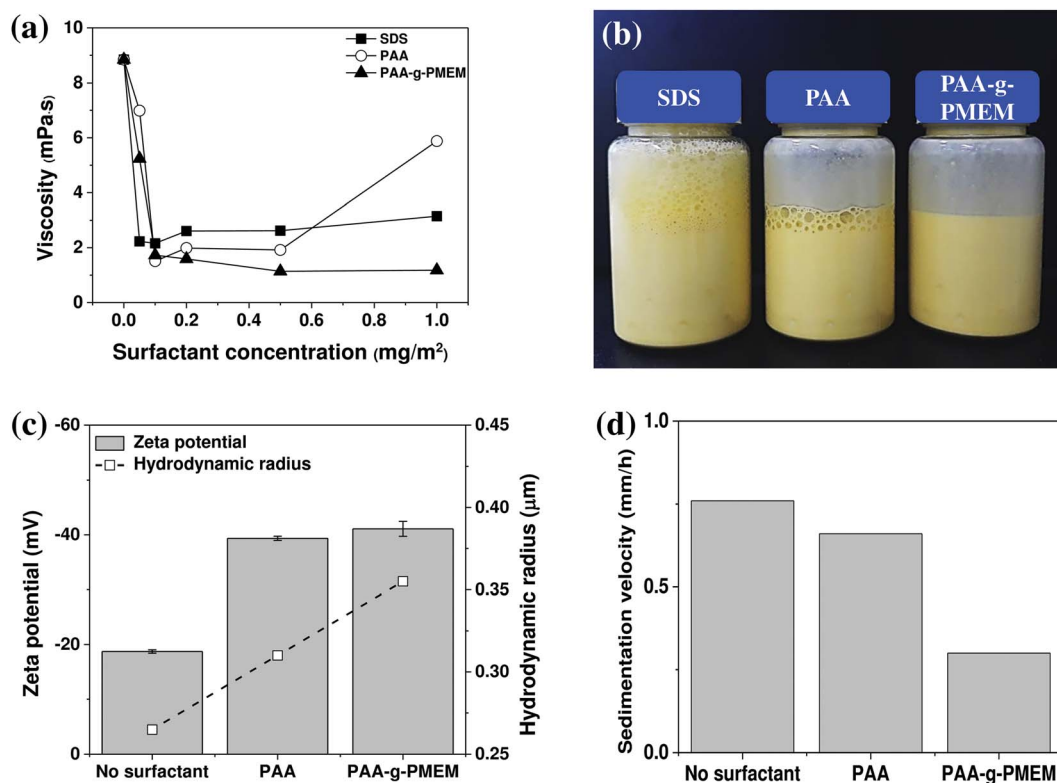 (a)
SDS
PAA
PAA-g-PMEM
Viscosity (mPa·s)
10
8
6
4
2
0
0.0 0.2 0.4 0.6 0.8 1.0
Surfactant concentration (mg/m²)
(b)
SDS
PAA
PAA-g-
PMEM
(c)
Zeta potential
Hydrodynamic radius
Zeta potential (mV)
-60
-40
-20
0
0.45
0.40
0.35
0.30
0.25
Hydrodynamic radius (μm)
No surfactant PAA PAA-g-PMEM
(d)
Sedimentation velocity (mm/h)
1.0
0.5
0.0
No surfactant PAA PAA-g-PMEM